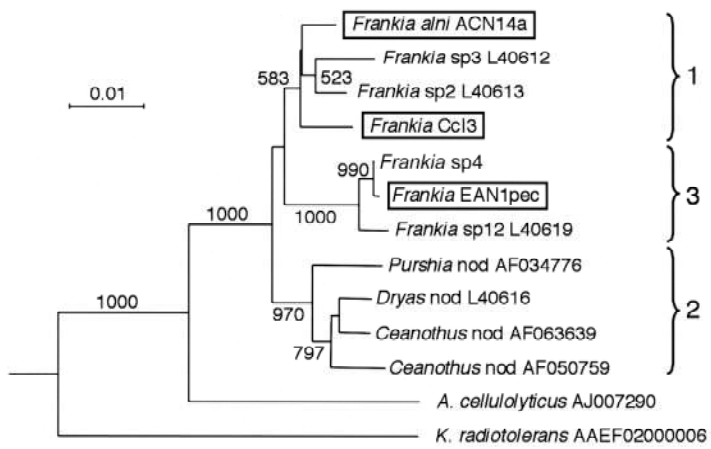 Frankia alni ACN14a
Frankia sp3 L40612
583
523
1
0.01
Frankia sp2 L40613
Frankia CcI3
990
Frankia sp4
Frankia EAN1pec
3
1000
1000
Frankia sp12 L40619
Purshia nod AF034776
Dryas nod L40616
1000
970
2
Ceanothus nod AF063639
797
Ceanothus nod AF050759
A. cellulolyticus AJ007290
K. radiotolerans AAEF02000006